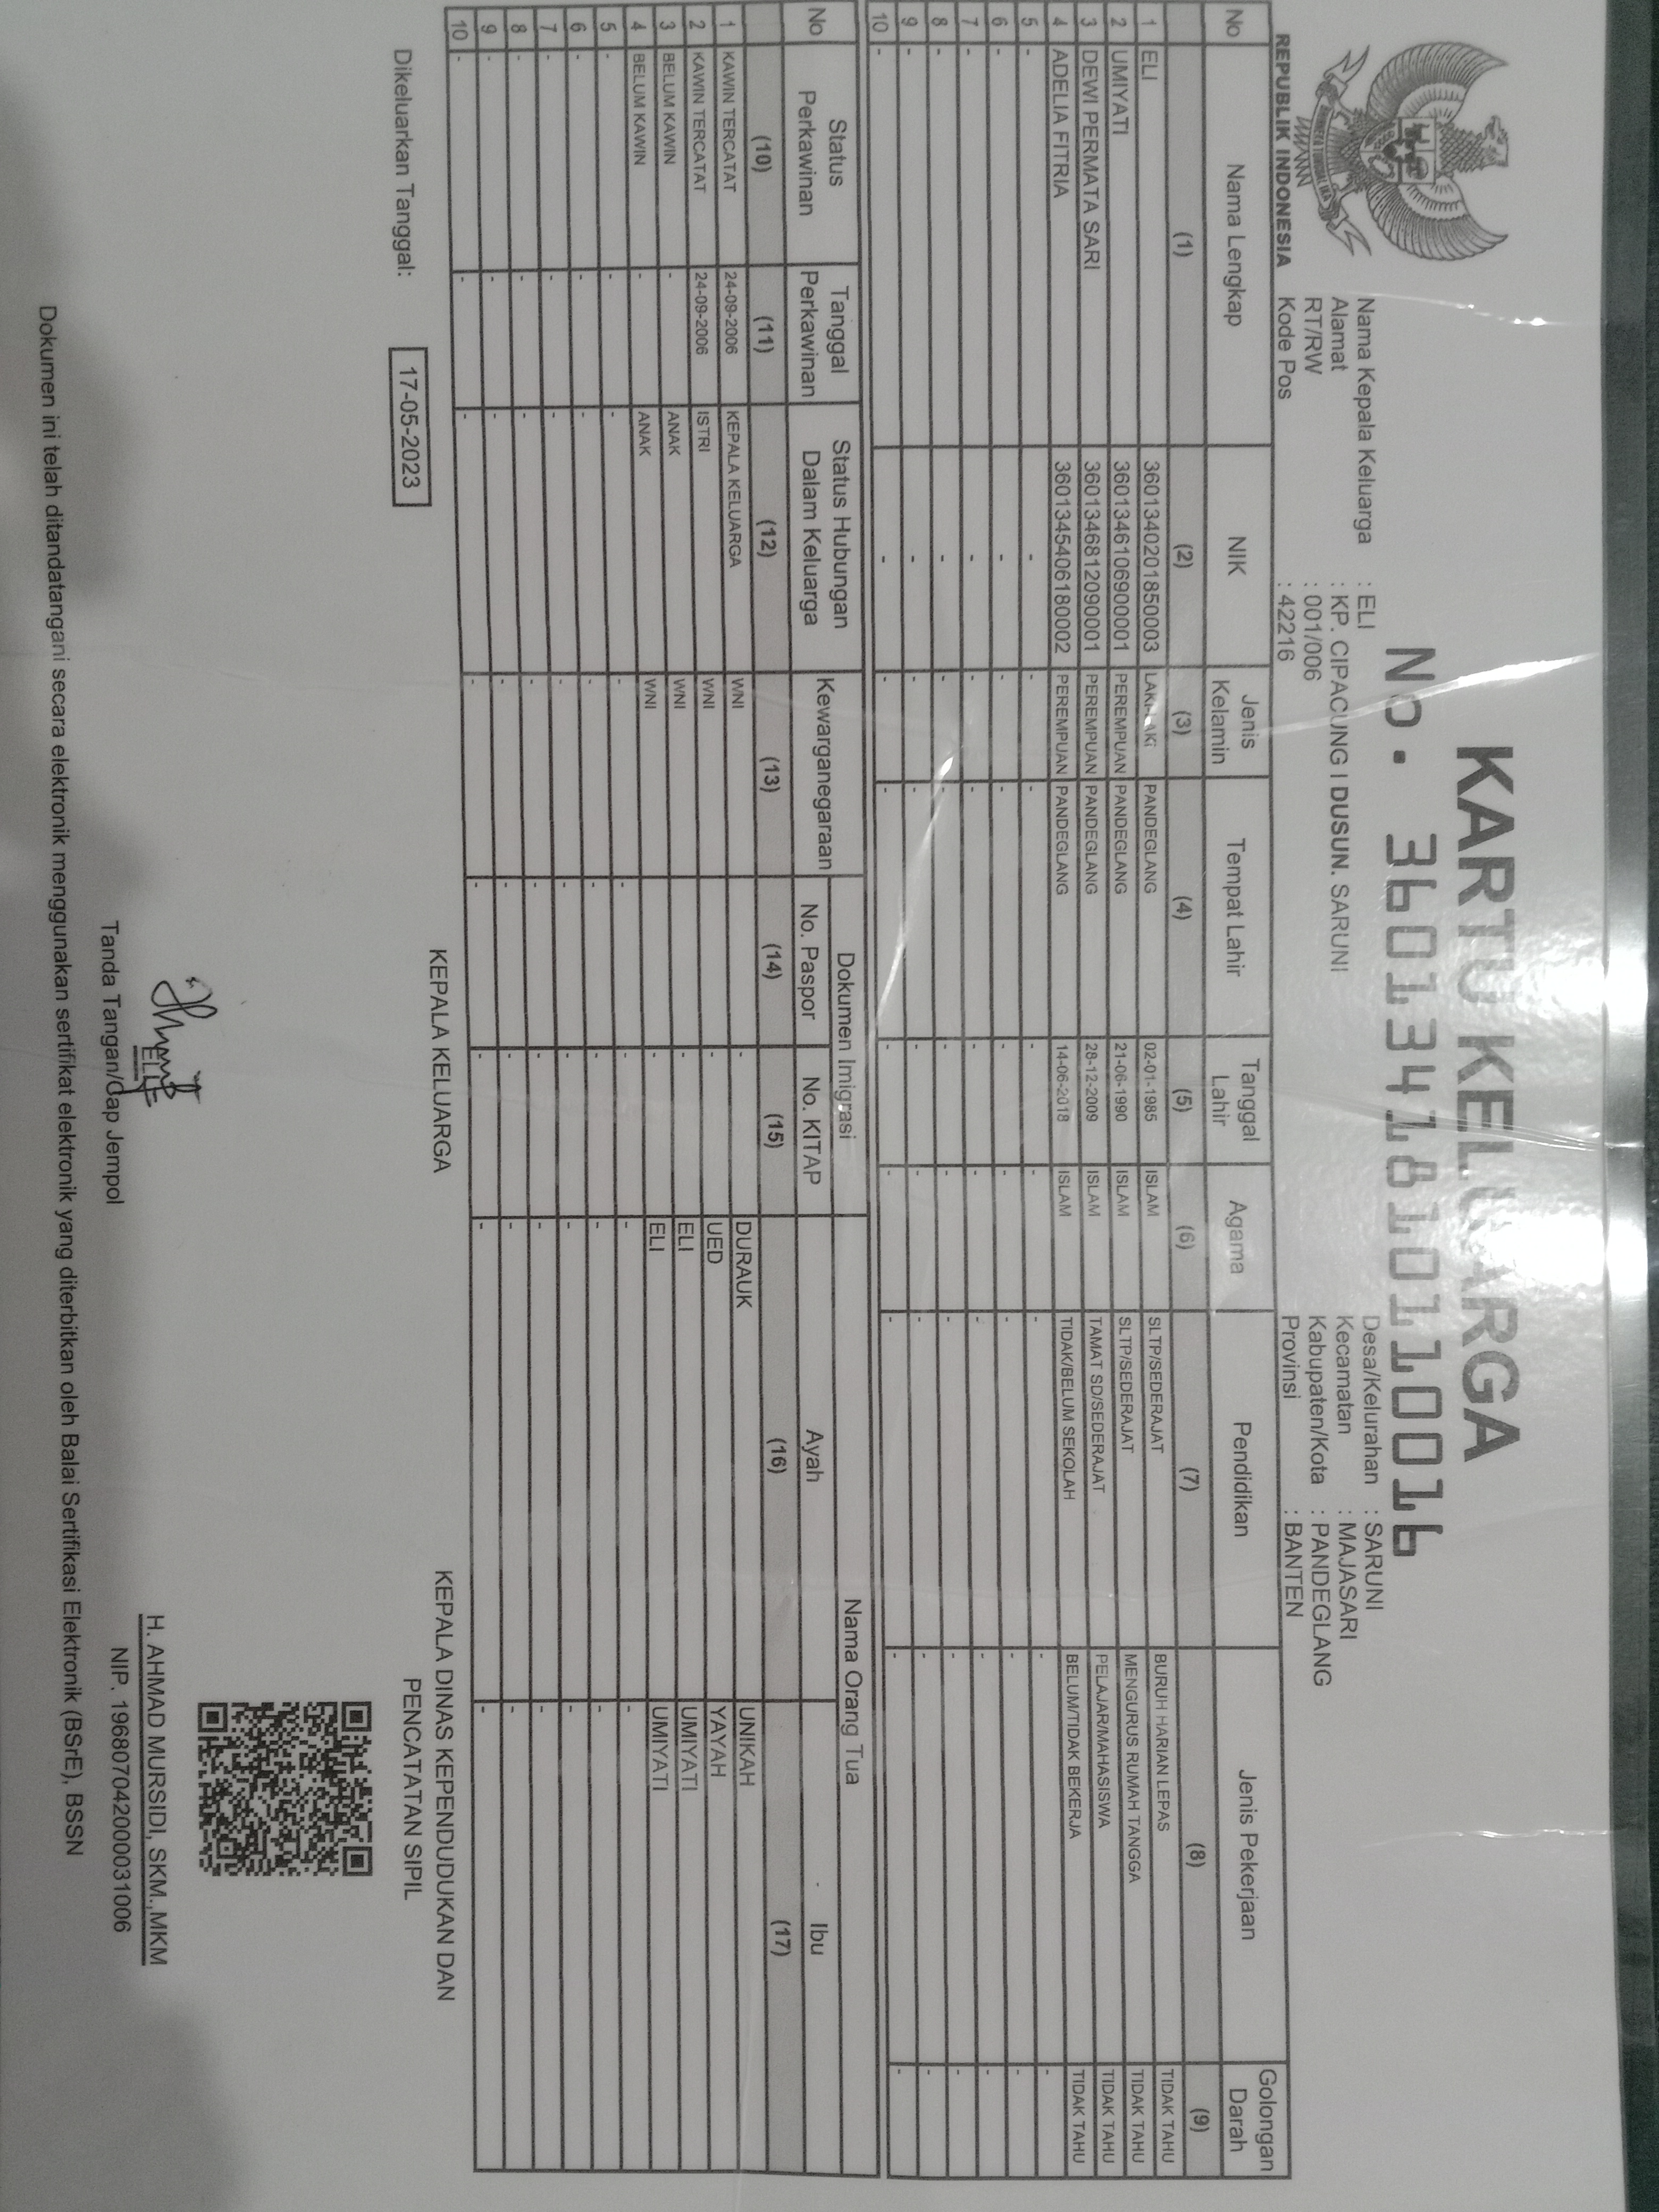 KARTU KELUARGA
No. 3601341810110016
REPUBLIK INDONESIA
Nama Kepala Keluarga : ELI
Alamat : KP. CIPACUNG I DUSUN. SARUNI
RT/RW : 001/006
Kode Pos : 42216
Desa/Kelurahan : SARUNI
Kecamatan : MAJASARI
Kabupaten/Kota : PANDEGLANG
Provinsi : BANTEN
No Nama Lengkap NIK Jenis Kelamin Tempat Lahir Tanggal Lahir Agama Pendidikan Jenis Pekerjaan Golongan Darah
(1) (2) (3) (4) (5) (6) (7) (8) (9)
1 ELI 3601340201850003 LAKI-LAKI PANDEGLANG 02-01-1985 ISLAM SLTP/SEDERAJAT BURUH HARIAN LEPAS TIDAK TAHU
2 UMIYATI 3601346106900001 PEREMPUAN PANDEGLANG 21-06-1990 ISLAM SLTP/SEDERAJAT MENGURUS RUMAH TANGGA TIDAK TAHU
3 DEWI PERMATA SARI 3601346812090001 PEREMPUAN PANDEGLANG 28-12-2009 ISLAM TAMAT SD/SEDERAJAT PELAJAR/MAHASISWA TIDAK TAHU
4 ADELIA FITRIA 3601345406180002 PEREMPUAN PANDEGLANG 14-06-2018 ISLAM TIDAK/BELUM SEKOLAH BELUM/TIDAK BEKERJA TIDAK TAHU
5 - - - - - - - - -
6 - - - - - - - - -
7 - - - - - - - - -
8 - - - - - - - - -
9 - - - - - - - - -
10 - - - - - - - - -
No Status Perkawinan Tanggal Perkawinan Status Hubungan Dalam Keluarga Kewarganegaraan Dokumen Imigrasi Nama Orang Tua
No. Paspor No. KITAP Ayah Ibu
(10) (11) (12) (13) (14) (15) (16) (17)
1 KAWIN TERCATAT 24-09-2006 KEPALA KELUARGA WNI - DURAUK UNIKAH
2 KAWIN TERCATAT 24-09-2006 ISTRI WNI - UED YAYAH
3 BELUM KAWIN - ANAK WNI - ELI UMIYATI
4 BELUM KAWIN - ANAK WNI - ELI UMIYATI
5 - - - - - - - -
6 - - - - - - - -
7 - - - - - - - -
8 - - - - - - - -
9 - - - - - - - -
10 - - - - - - - -
Dikeluarkan Tanggal: 17-05-2023
KEPALA KELUARGA
ELI
Tanda Tangan/Cap Jempol
KEPALA DINAS KEPENDUDUKAN DAN
PENCATATAN SIPIL
H. AHMAD MURSIDI, SKM.,MKM
NIP. 196807042000031006
Dokumen ini telah ditandatangani secara elektronik menggunakan sertifikat elektronik yang diterbitkan oleh Balai Sertifikasi Elektronik (BSrE), BSSN